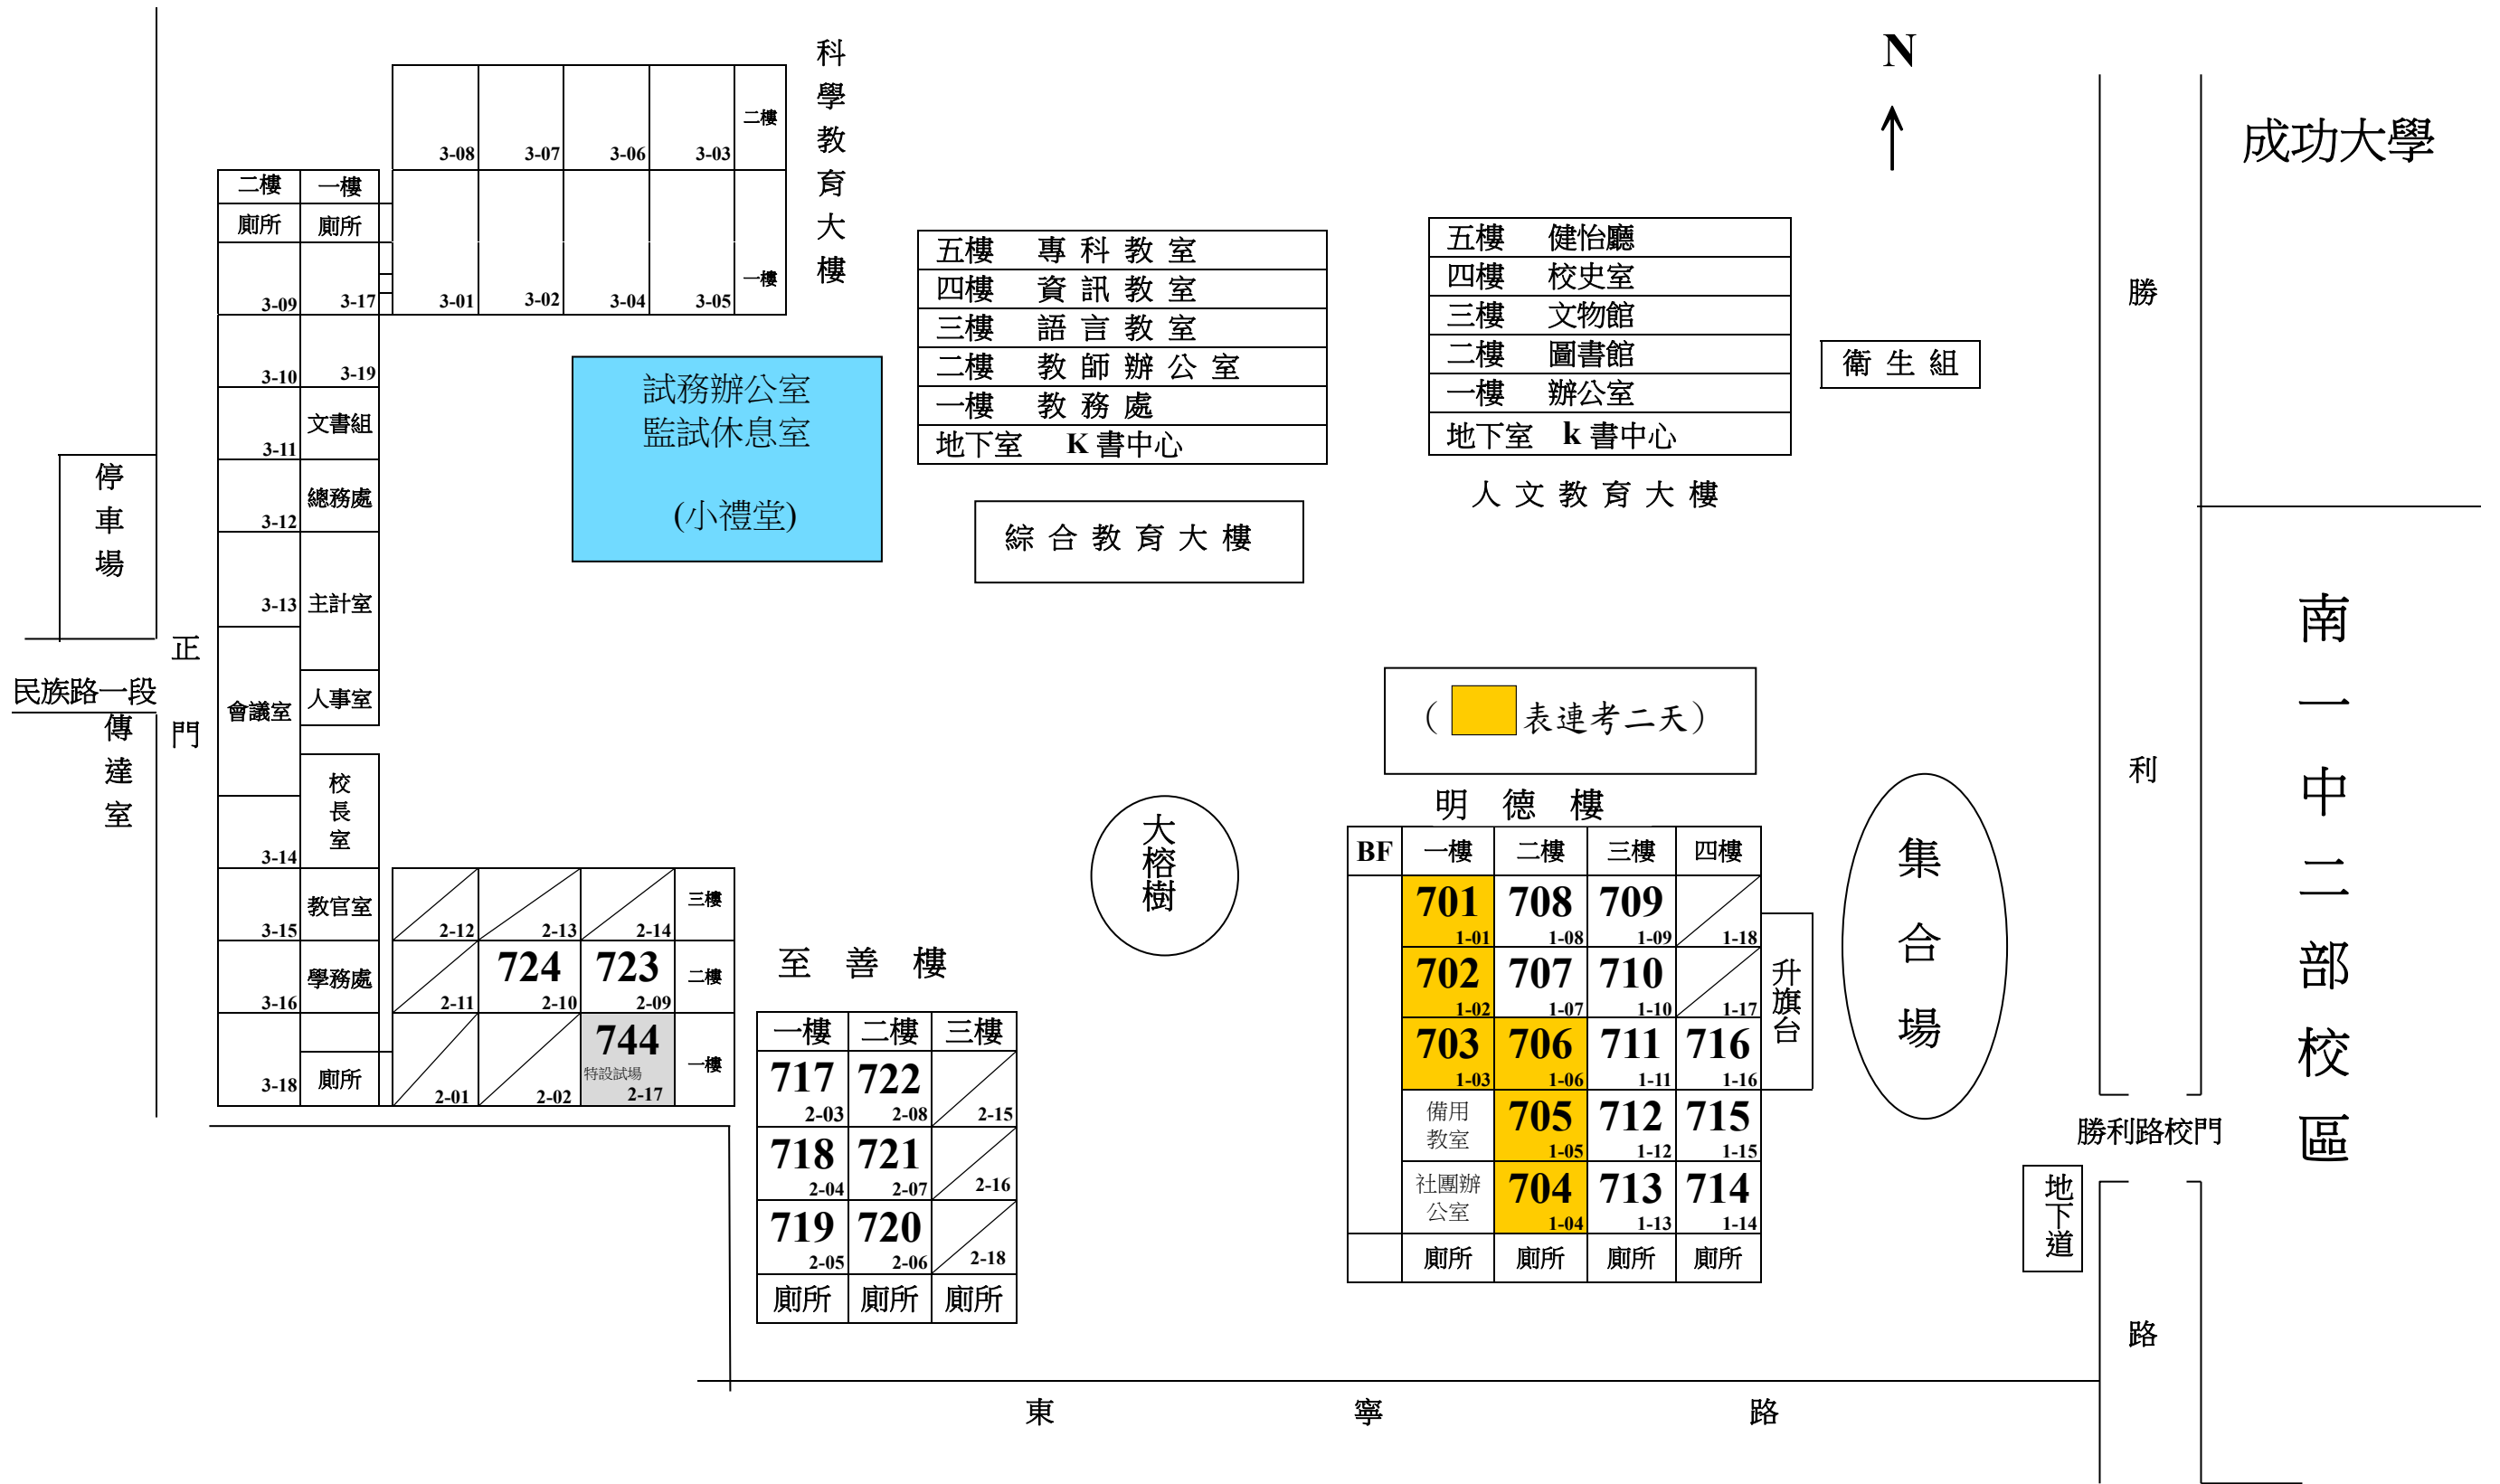 N
成功大學
科學教育大樓
3-08 3-07 3-06 3-03 二樓
3-01 3-02 3-04 3-05 一樓
二樓 一樓
廁所 廁所
3-09 3-17
3-10 3-19
3-11 文書組
3-12 總務處
3-13 主計室
會議室 人事室
3-14 校長室
3-15 教官室
3-16 學務處
3-18 廁所
停車場
正門
民族路一段
傳達室
試務辦公室
監試休息室
(小禮堂)
五樓 專科教室
四樓 資訊教室
三樓 語言教室
二樓 教師辦公室
一樓 教務處
地下室 K 書中心
綜合教育大樓
五樓 健怡廳
四樓 校史室
三樓 文物館
二樓 圖書館
一樓 辦公室
地下室 k 書中心
人文教育大樓
衛生組
勝利路
南一中二部校區
( 表連考二天)
大榕樹
明德樓
BF 一樓 二樓 三樓 四樓
701 1-01 708 1-08 709 1-09 1-18
702 1-02 707 1-07 710 1-10 1-17
703 1-03 706 1-06 711 1-11 716 1-16
備用教室 705 1-05 712 1-12 715 1-15
社團辦公室 704 1-04 713 1-13 714 1-14
廁所 廁所 廁所 廁所
升旗台
集合場
勝利路校門
地下道
2-12 2-13 2-14 三樓
2-11 724 2-10 723 2-09 二樓
2-01 2-02 744 特設試場 2-17 一樓
至善樓
一樓 二樓 三樓
717 2-03 722 2-08 2-15
718 2-04 721 2-07 2-16
719 2-05 720 2-06 2-18
廁所 廁所 廁所
東寧路